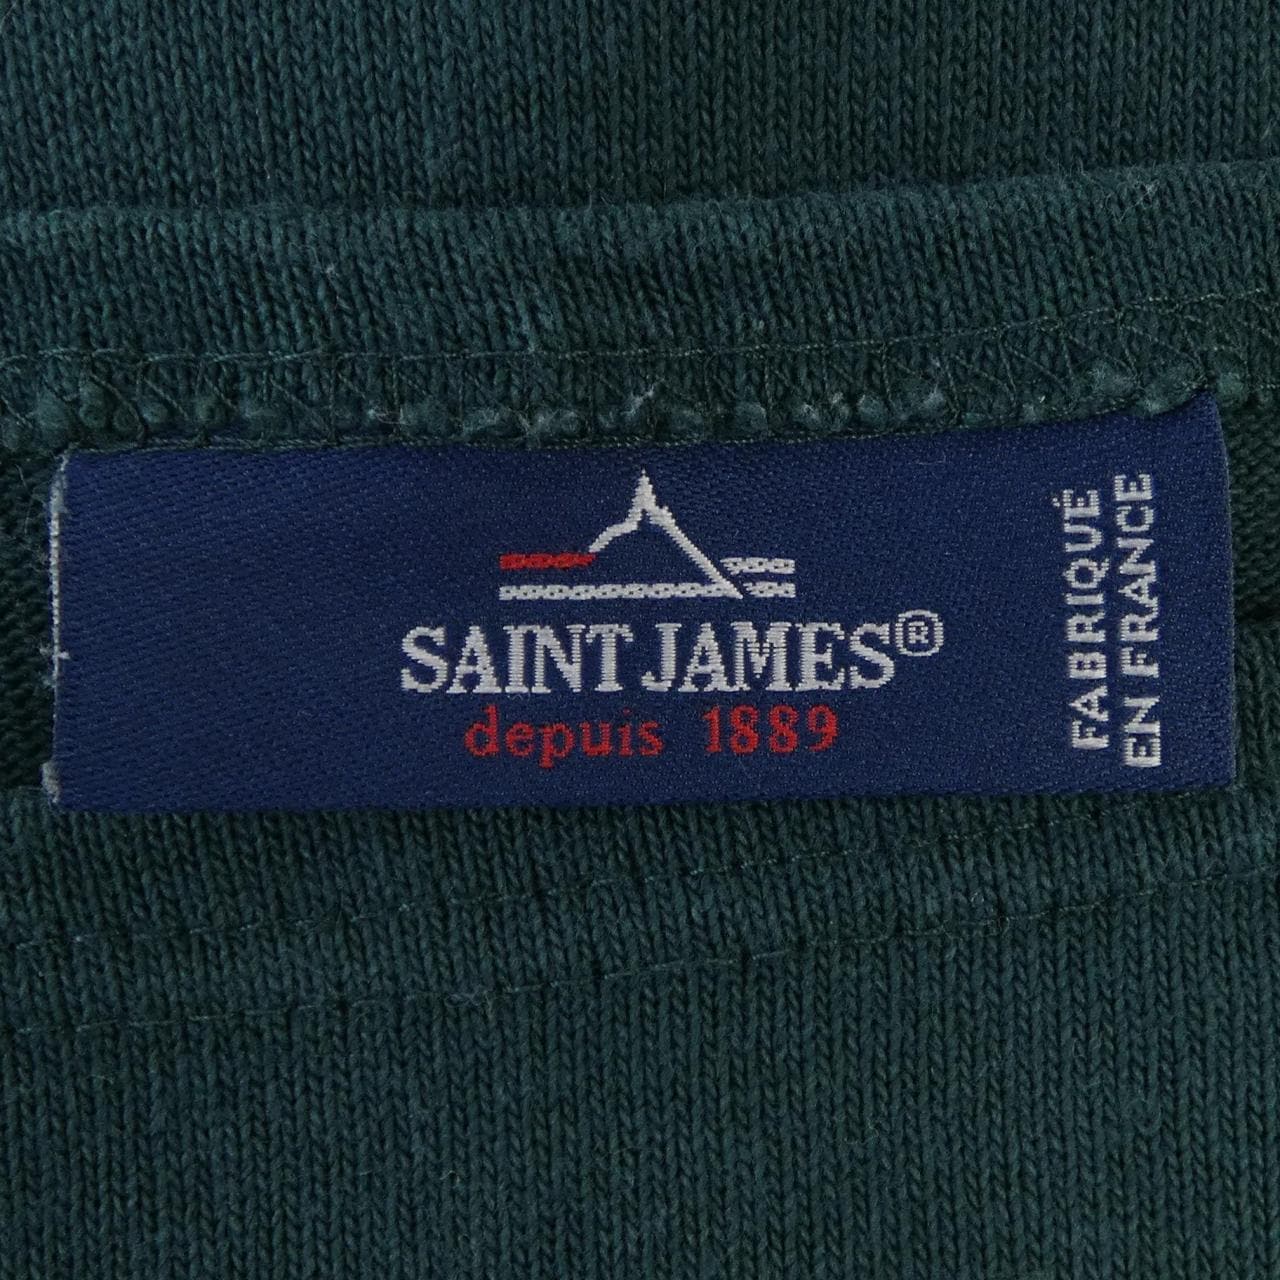 SAINT JAMES®
depuis 1889
FABRIQUÉ
EN FRANCE